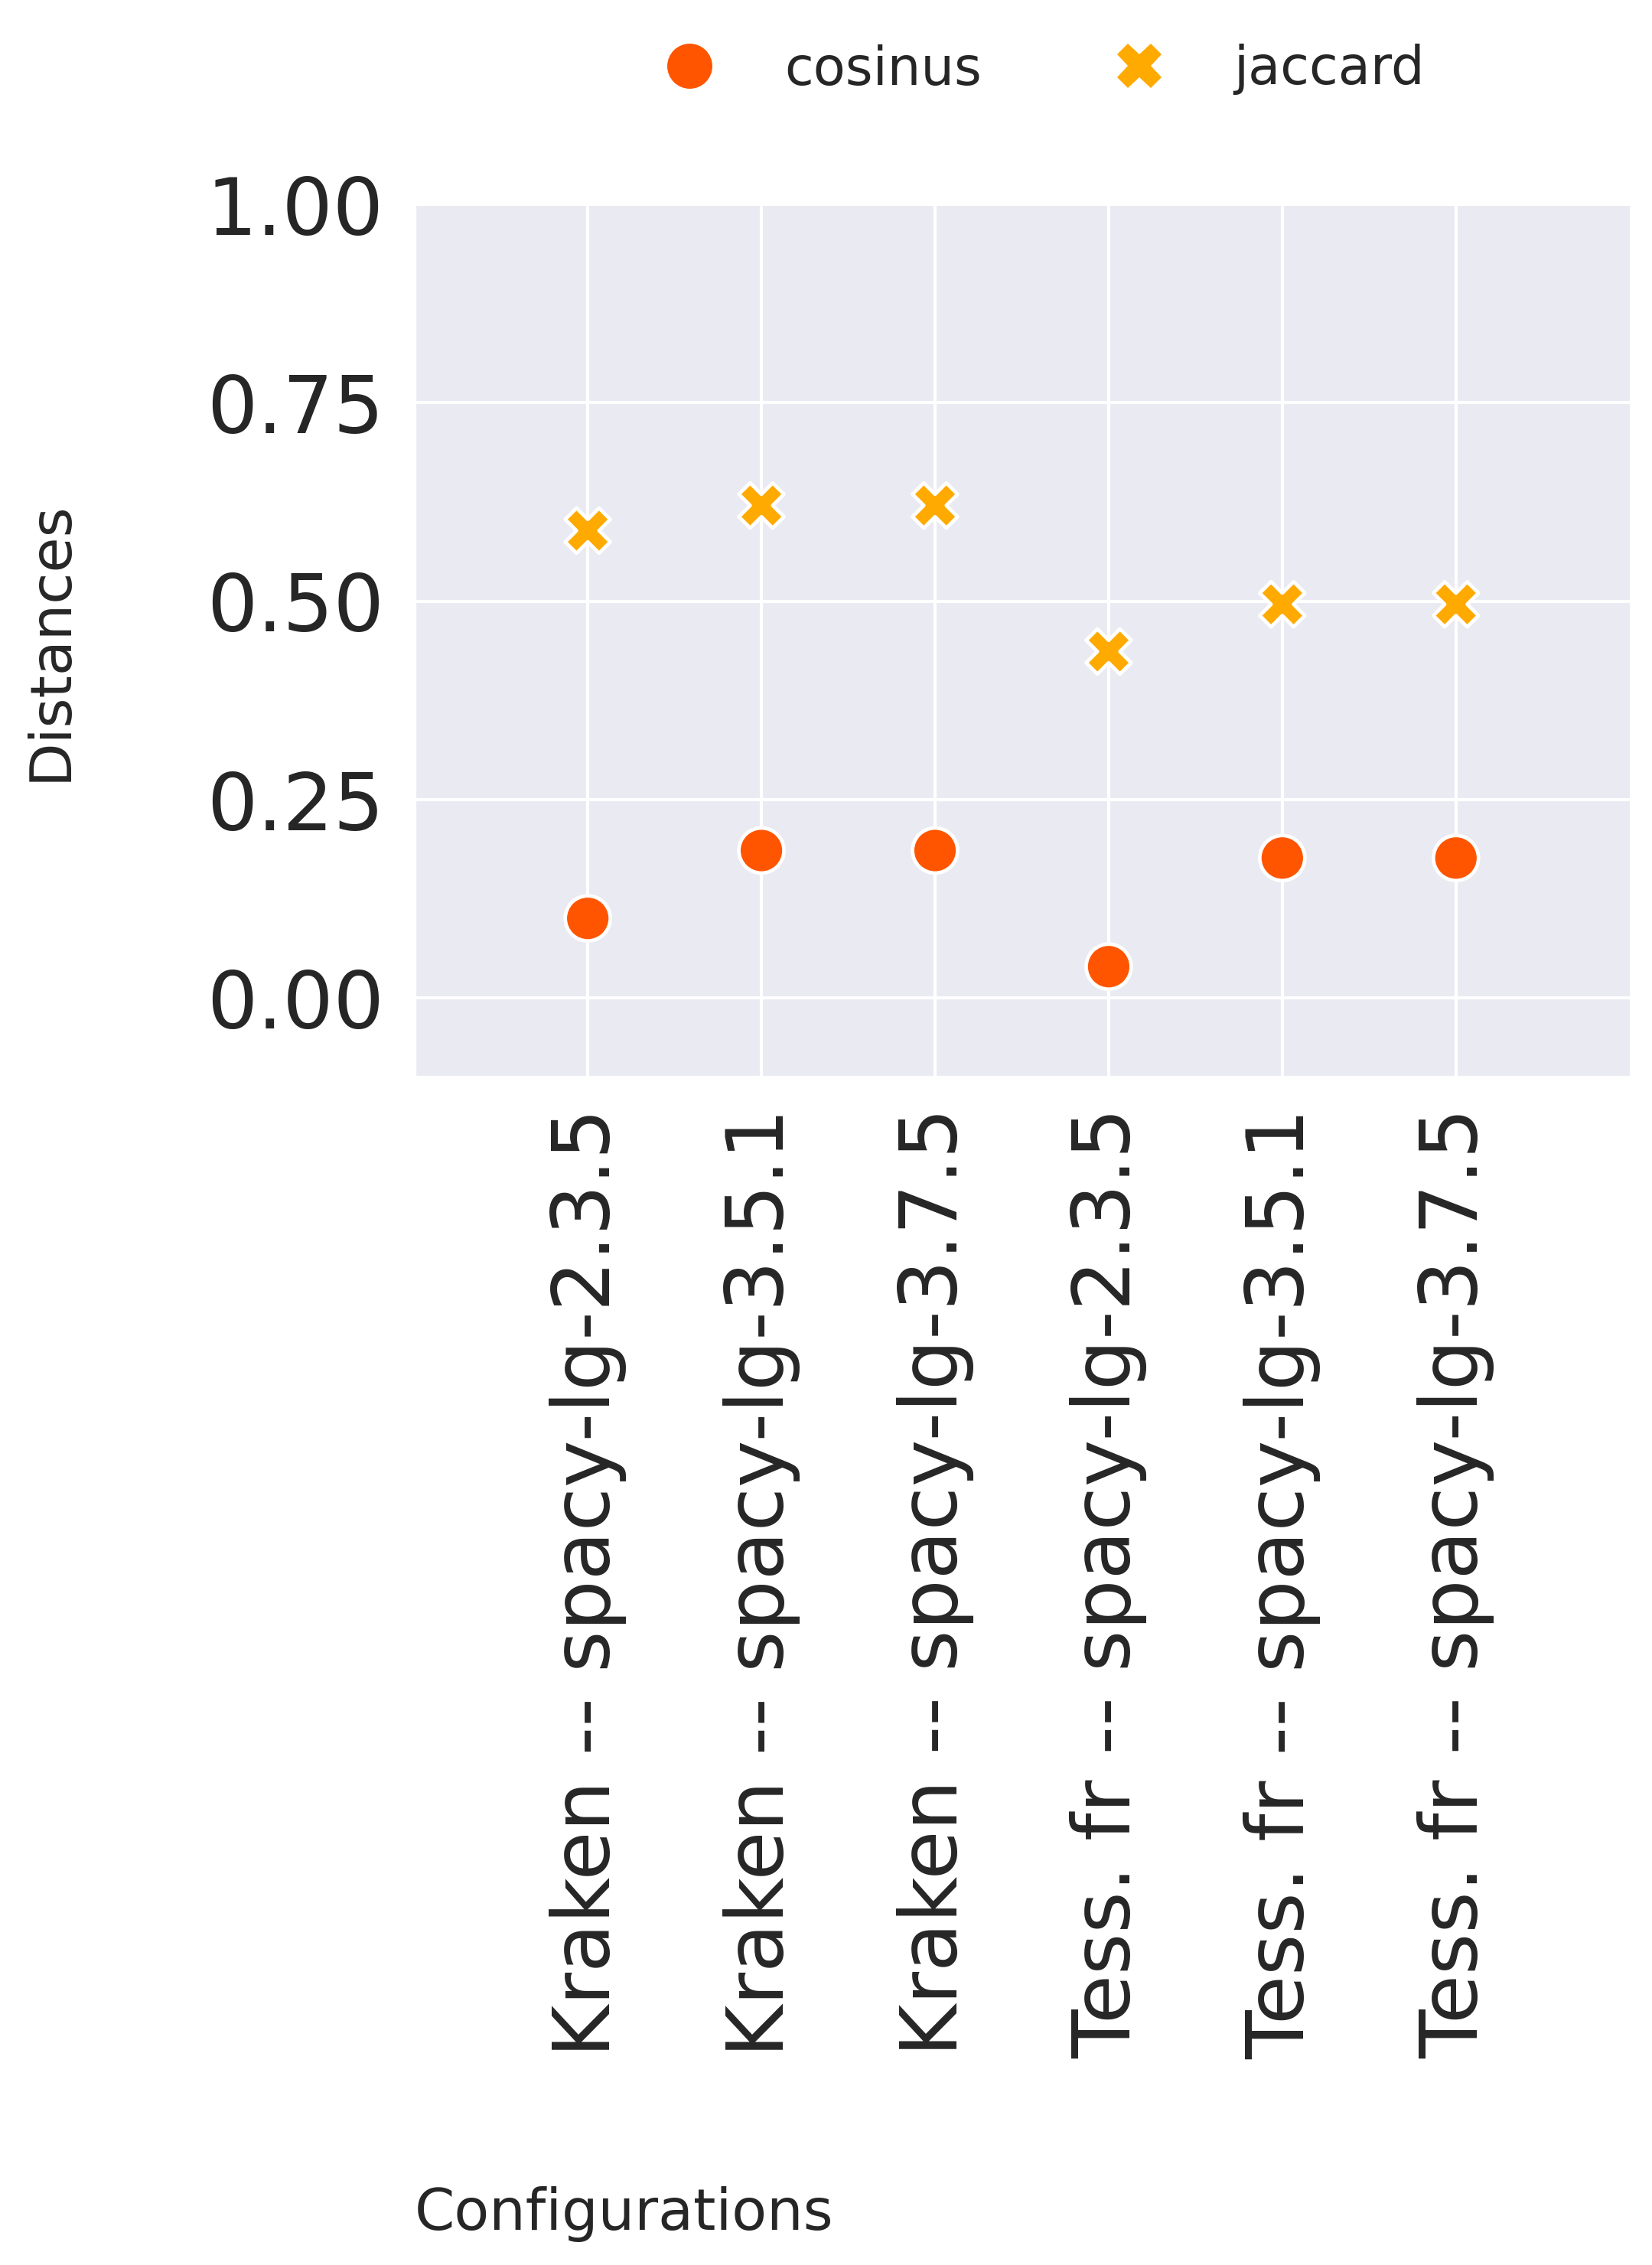 cosinus jaccard
1.00
0.75
0.50
0.25
0.00
Distances
Kraken -- spacy-lg-2.3.5
Kraken -- spacy-lg-3.5.1
Kraken -- spacy-lg-3.7.5
Tess. fr -- spacy-lg-2.3.5
Tess. fr -- spacy-lg-3.5.1
Tess. fr -- spacy-lg-3.7.5
Configurations